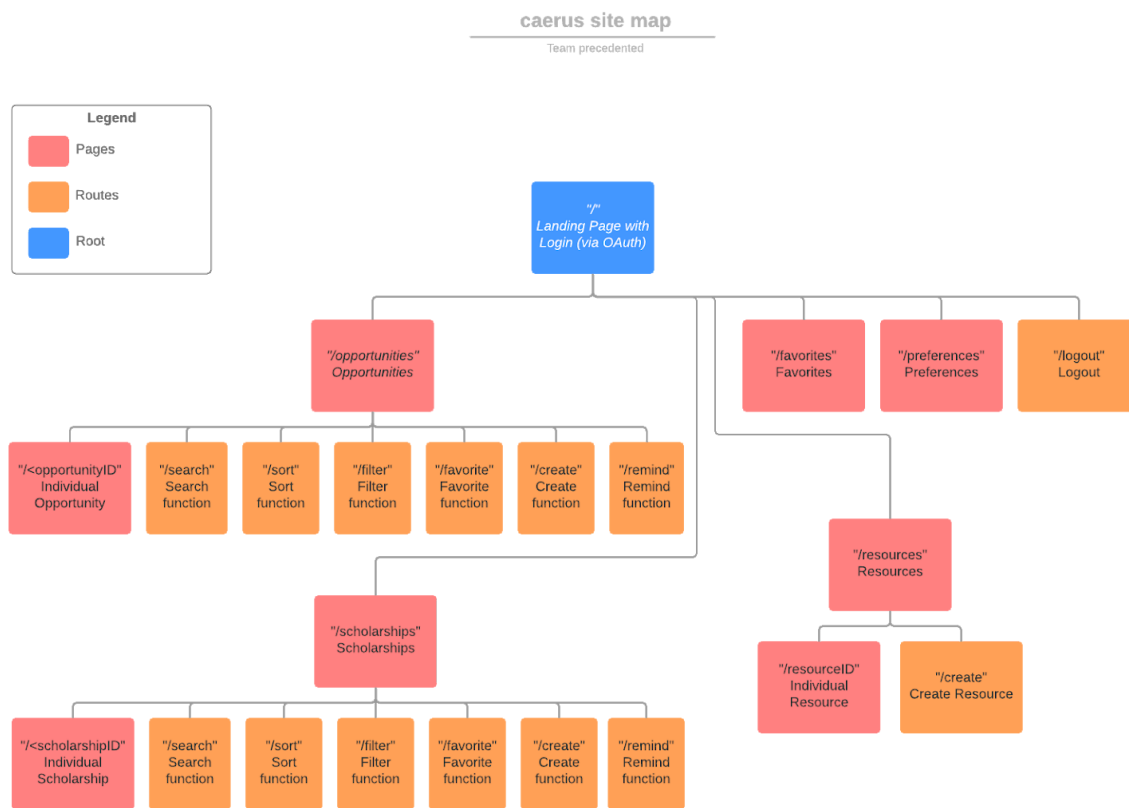 caerus site map
Team precedented
Legend
Pages
Routes
Root
"/"
Landing Page with
Login (via OAuth)
"/opportunities"
Opportunities
"/favorites"
Favorites
"/preferences"
Preferences
"/logout"
Logout
"/<opportunityID"
Individual
Opportunity
"/search"
Search
function
"/sort"
Sort
function
"/filter"
Filter
function
"/favorite"
Favorite
function
"/create"
Create
function
"/remind"
Remind
function
"/resources"
Resources
"/scholarships"
Scholarships
"/resourceID"
Individual
Resource
"/create"
Create Resource
"/<scholarshipID"
Individual
Scholarship
"/search"
Search
function
"/sort"
Sort
function
"/filter"
Filter
function
"/favorite"
Favorite
function
"/create"
Create
function
"/remind"
Remind
function